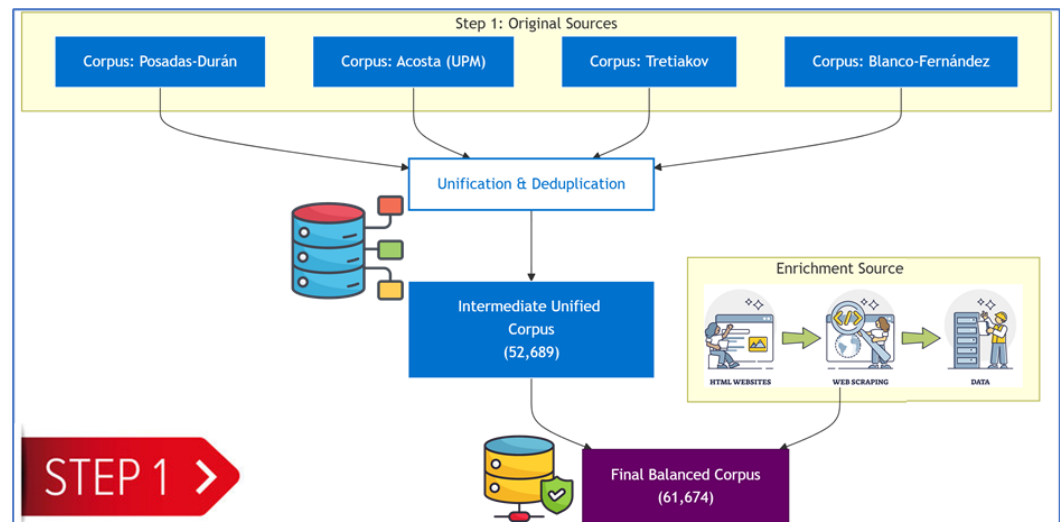 Step 1: Original Sources
Corpus: Posadas-Durán
Corpus: Acosta (UPM)
Corpus: Tretiakov
Corpus: Blanco-Fernández
Unification & Deduplication
Intermediate Unified
Corpus
(52,689)
Enrichment Source
</>
HTML WEBSITES
WEB SCRAPING
DATA
Final Balanced Corpus
(61,674)
STEP 1